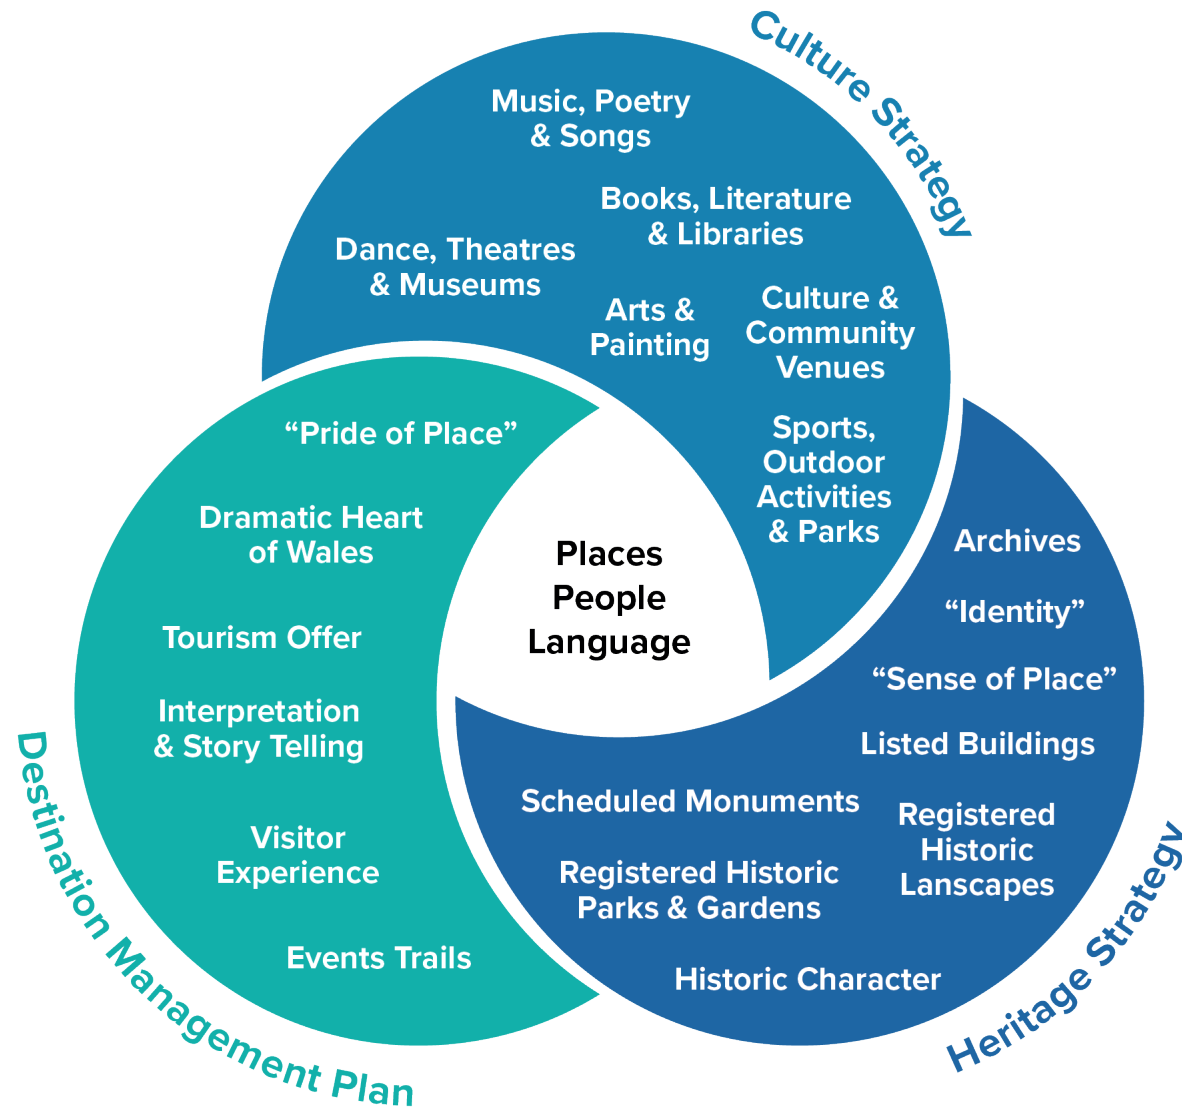 Culture Strategy
Music, Poetry
& Songs
Books, Literature
& Libraries
Dance, Theatres
& Museums
Arts &
Painting
Culture &
Community
Venues
Sports,
Outdoor
Activities
& Parks
“Pride of Place”
Dramatic Heart
of Wales
Tourism Offer
Interpretation
& Story Telling
Visitor
Experience
Events Trails
Destination Management Plan
Places
People
Language
Archives
“Identity”
“Sense of Place”
Listed Buildings
Scheduled Monuments
Registered
Historic
Lanscapes
Registered Historic
Parks & Gardens
Historic Character
Heritage Strategy